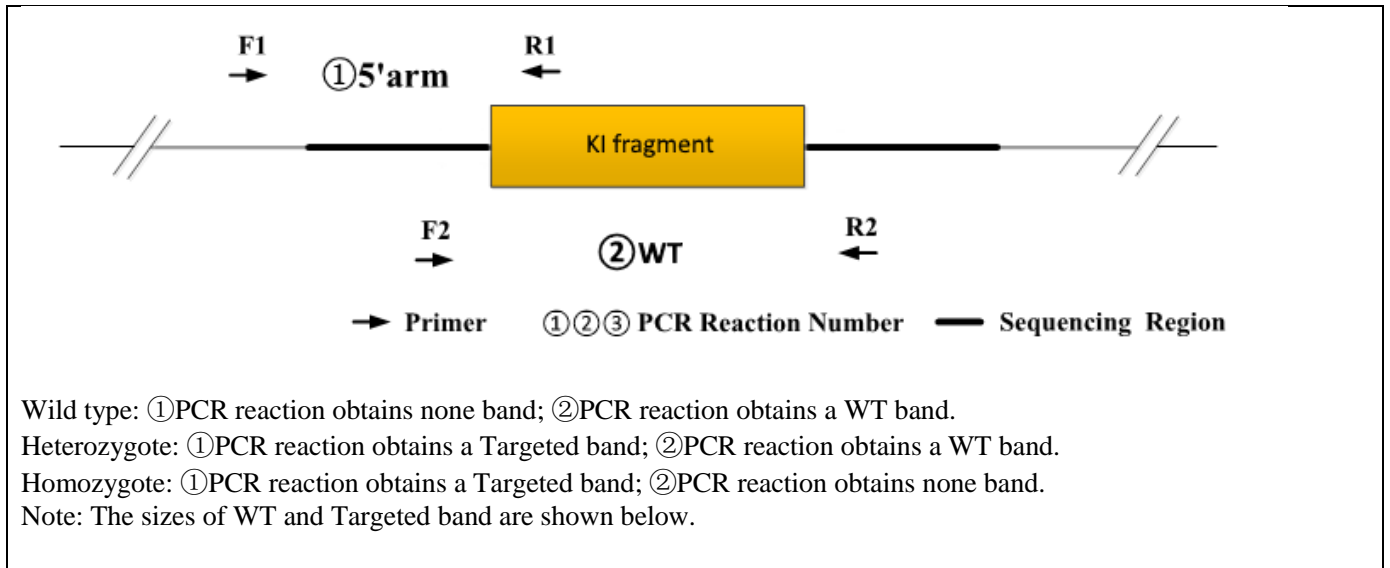 F1 R1
①5'arm
KI fragment
F2 R2
②WT
Primer ①②③ PCR Reaction Number Sequencing Region
Wild type: ①PCR reaction obtains none band; ②PCR reaction obtains a WT band.
Heterozygote: ①PCR reaction obtains a Targeted band; ②PCR reaction obtains a WT band.
Homozygote: ①PCR reaction obtains a Targeted band; ②PCR reaction obtains none band.
Note: The sizes of WT and Targeted band are shown below.